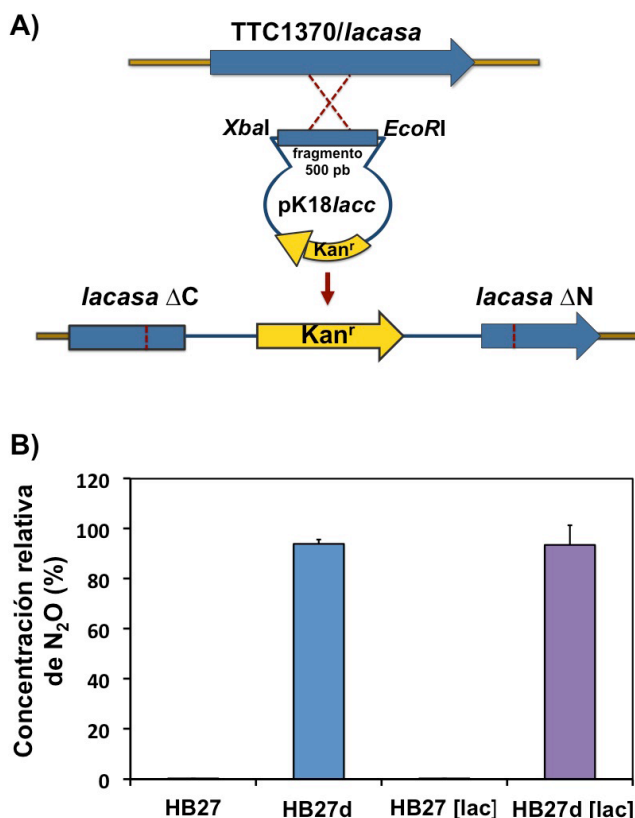 A)
TTC1370/lacasa
XbaI
EcoRI
fragmento
500 pb
pK18lacc
Kanʳ
lacasa ΔC
Kanʳ
lacasa ΔN
B)
Concentración relativa
de N₂O (%)
120
100
80
60
40
20
0
HB27
HB27d
HB27 [lac]
HB27d [lac]